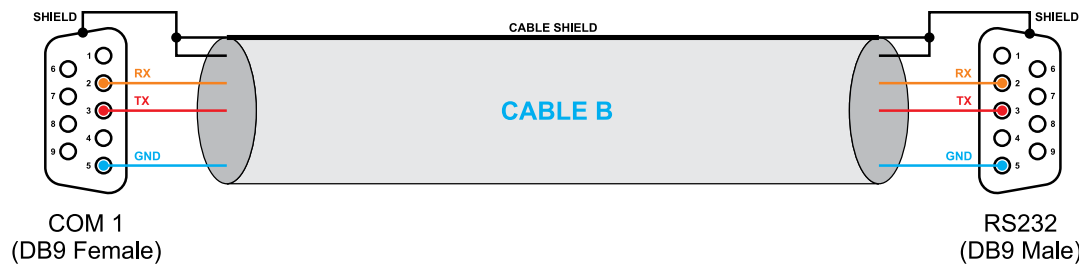 SHIELD
CABLE SHIELD
SHIELD
1
6
RX
2
7
TX
3
8
4
9
GND
5
CABLE B
1
6
RX
2
7
TX
3
8
4
9
GND
5
COM 1
(DB9 Female)
RS232
(DB9 Male)